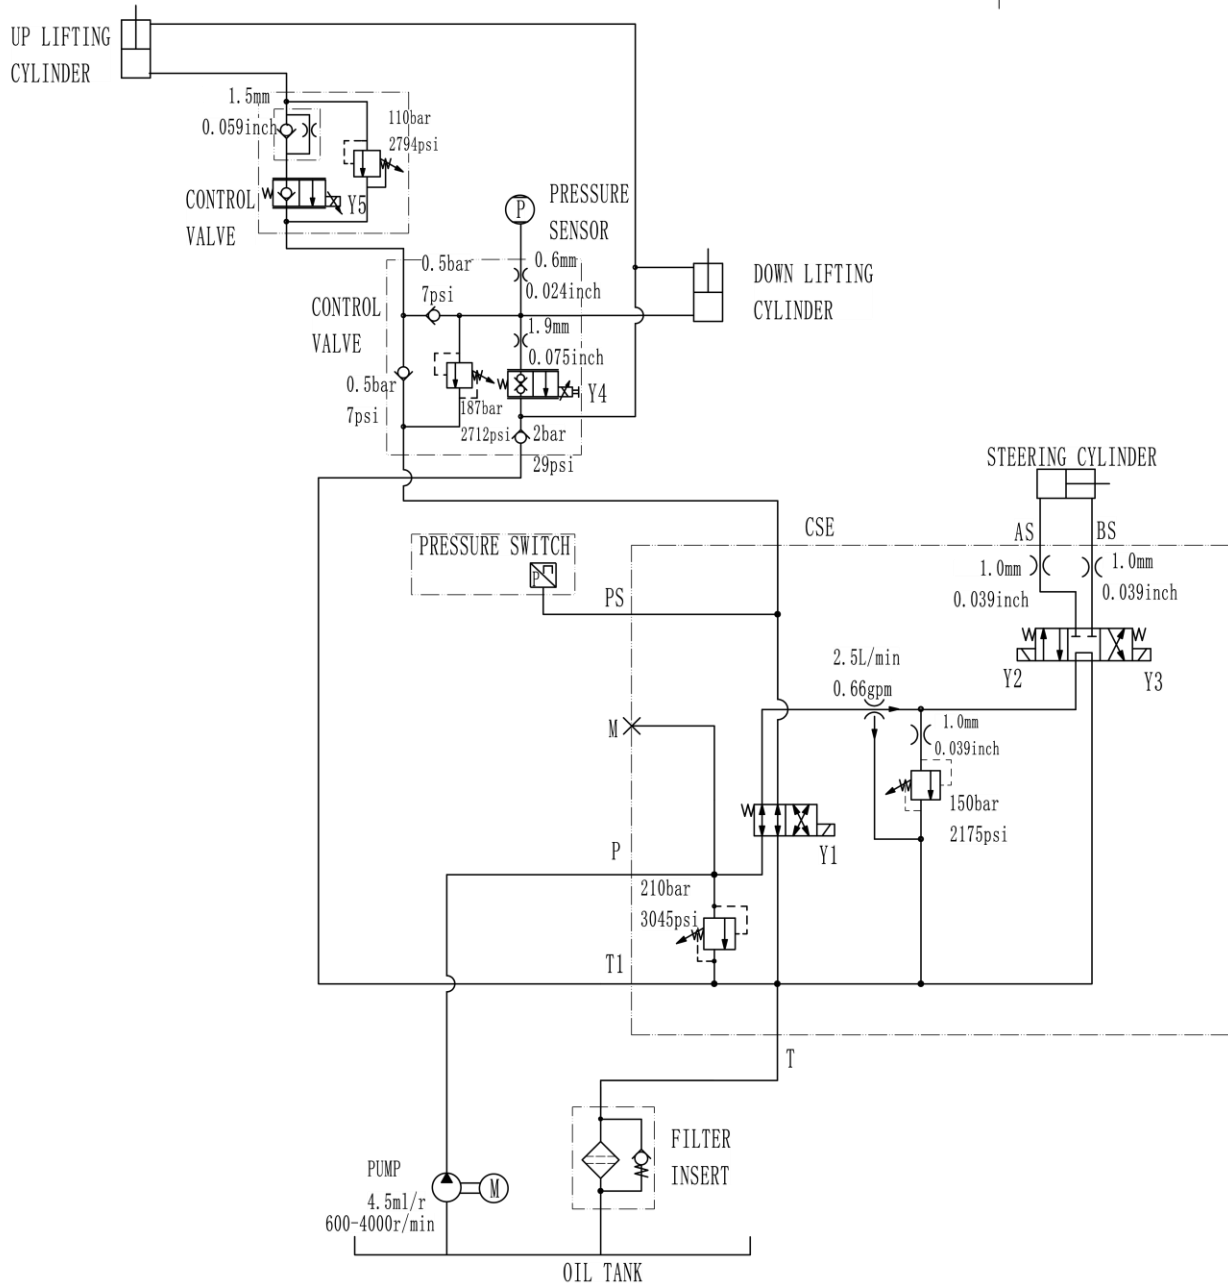 UP LIFTING
CYLINDER
1.5mm
0.059inch
110bar
2794psi
CONTROL
VALVE
Y5
P
PRESSURE
SENSOR
0.5bar
7psi
0.6mm
0.024inch
DOWN LIFTING
CYLINDER
CONTROL
VALVE
1.9mm
0.075inch
0.5bar
7psi
187bar
2712psi
Y4
2bar
29psi
STEERING CYLINDER
CSE
AS
BS
PRESSURE SWITCH
P
PS
1.0mm
0.039inch
1.0mm
0.039inch
2.5L/min
0.66gpm
Y2
Y3
M
1.0mm
0.039inch
150bar
2175psi
Y1
P
210bar
3045psi
T1
T
FILTER
INSERT
PUMP
4.5ml/r
600-4000r/min
M
OIL TANK